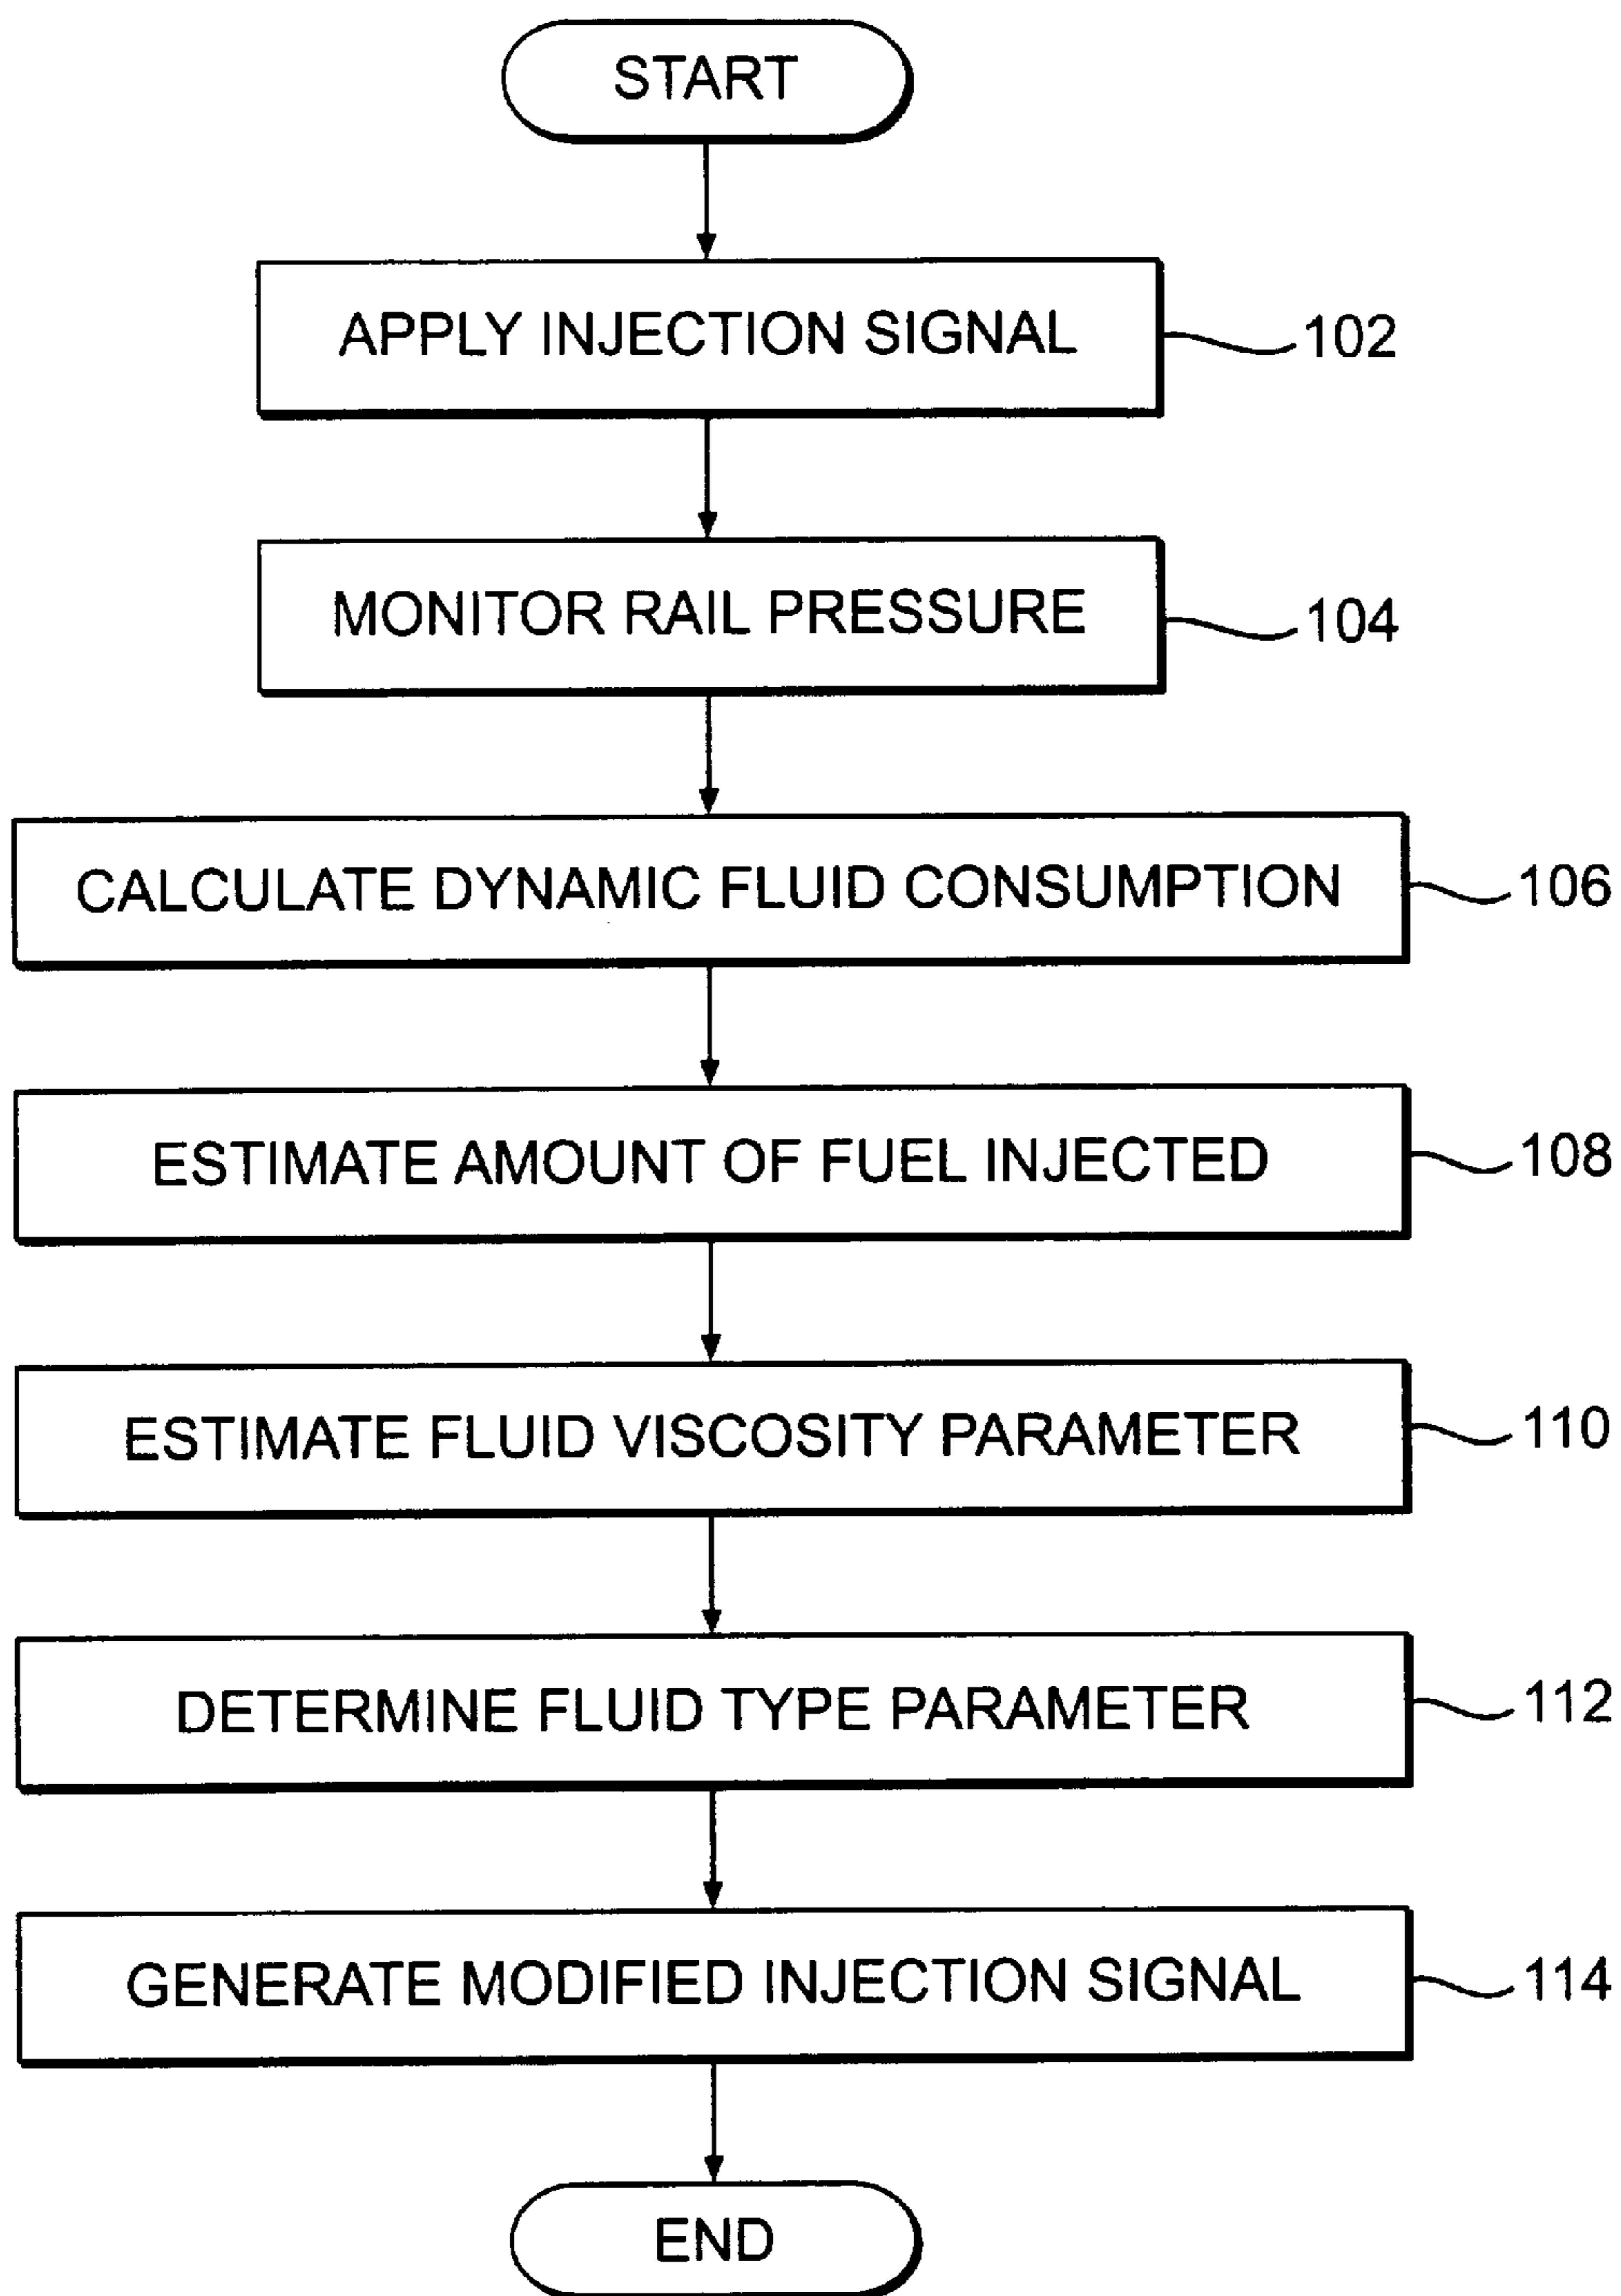 START
APPLY INJECTION SIGNAL
102
MONITOR RAIL PRESSURE
104
CALCULATE DYNAMIC FLUID CONSUMPTION
106
ESTIMATE AMOUNT OF FUEL INJECTED
108
ESTIMATE FLUID VISCOSITY PARAMETER
110
DETERMINE FLUID TYPE PARAMETER
112
GENERATE MODIFIED INJECTION SIGNAL
114
END